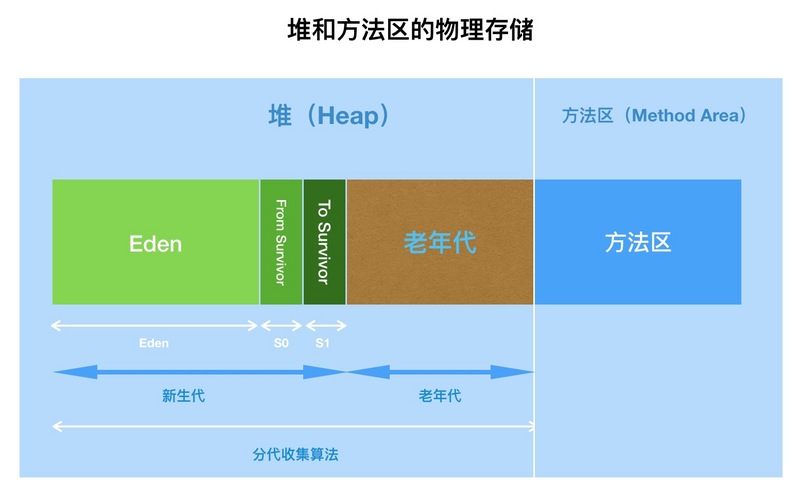 堆和方法区的物理存储
堆（Heap）
方法区（Method Area）
Eden
From Survivor
To Survivor
老年代
方法区
Eden
S0
S1
新生代
老年代
分代收集算法